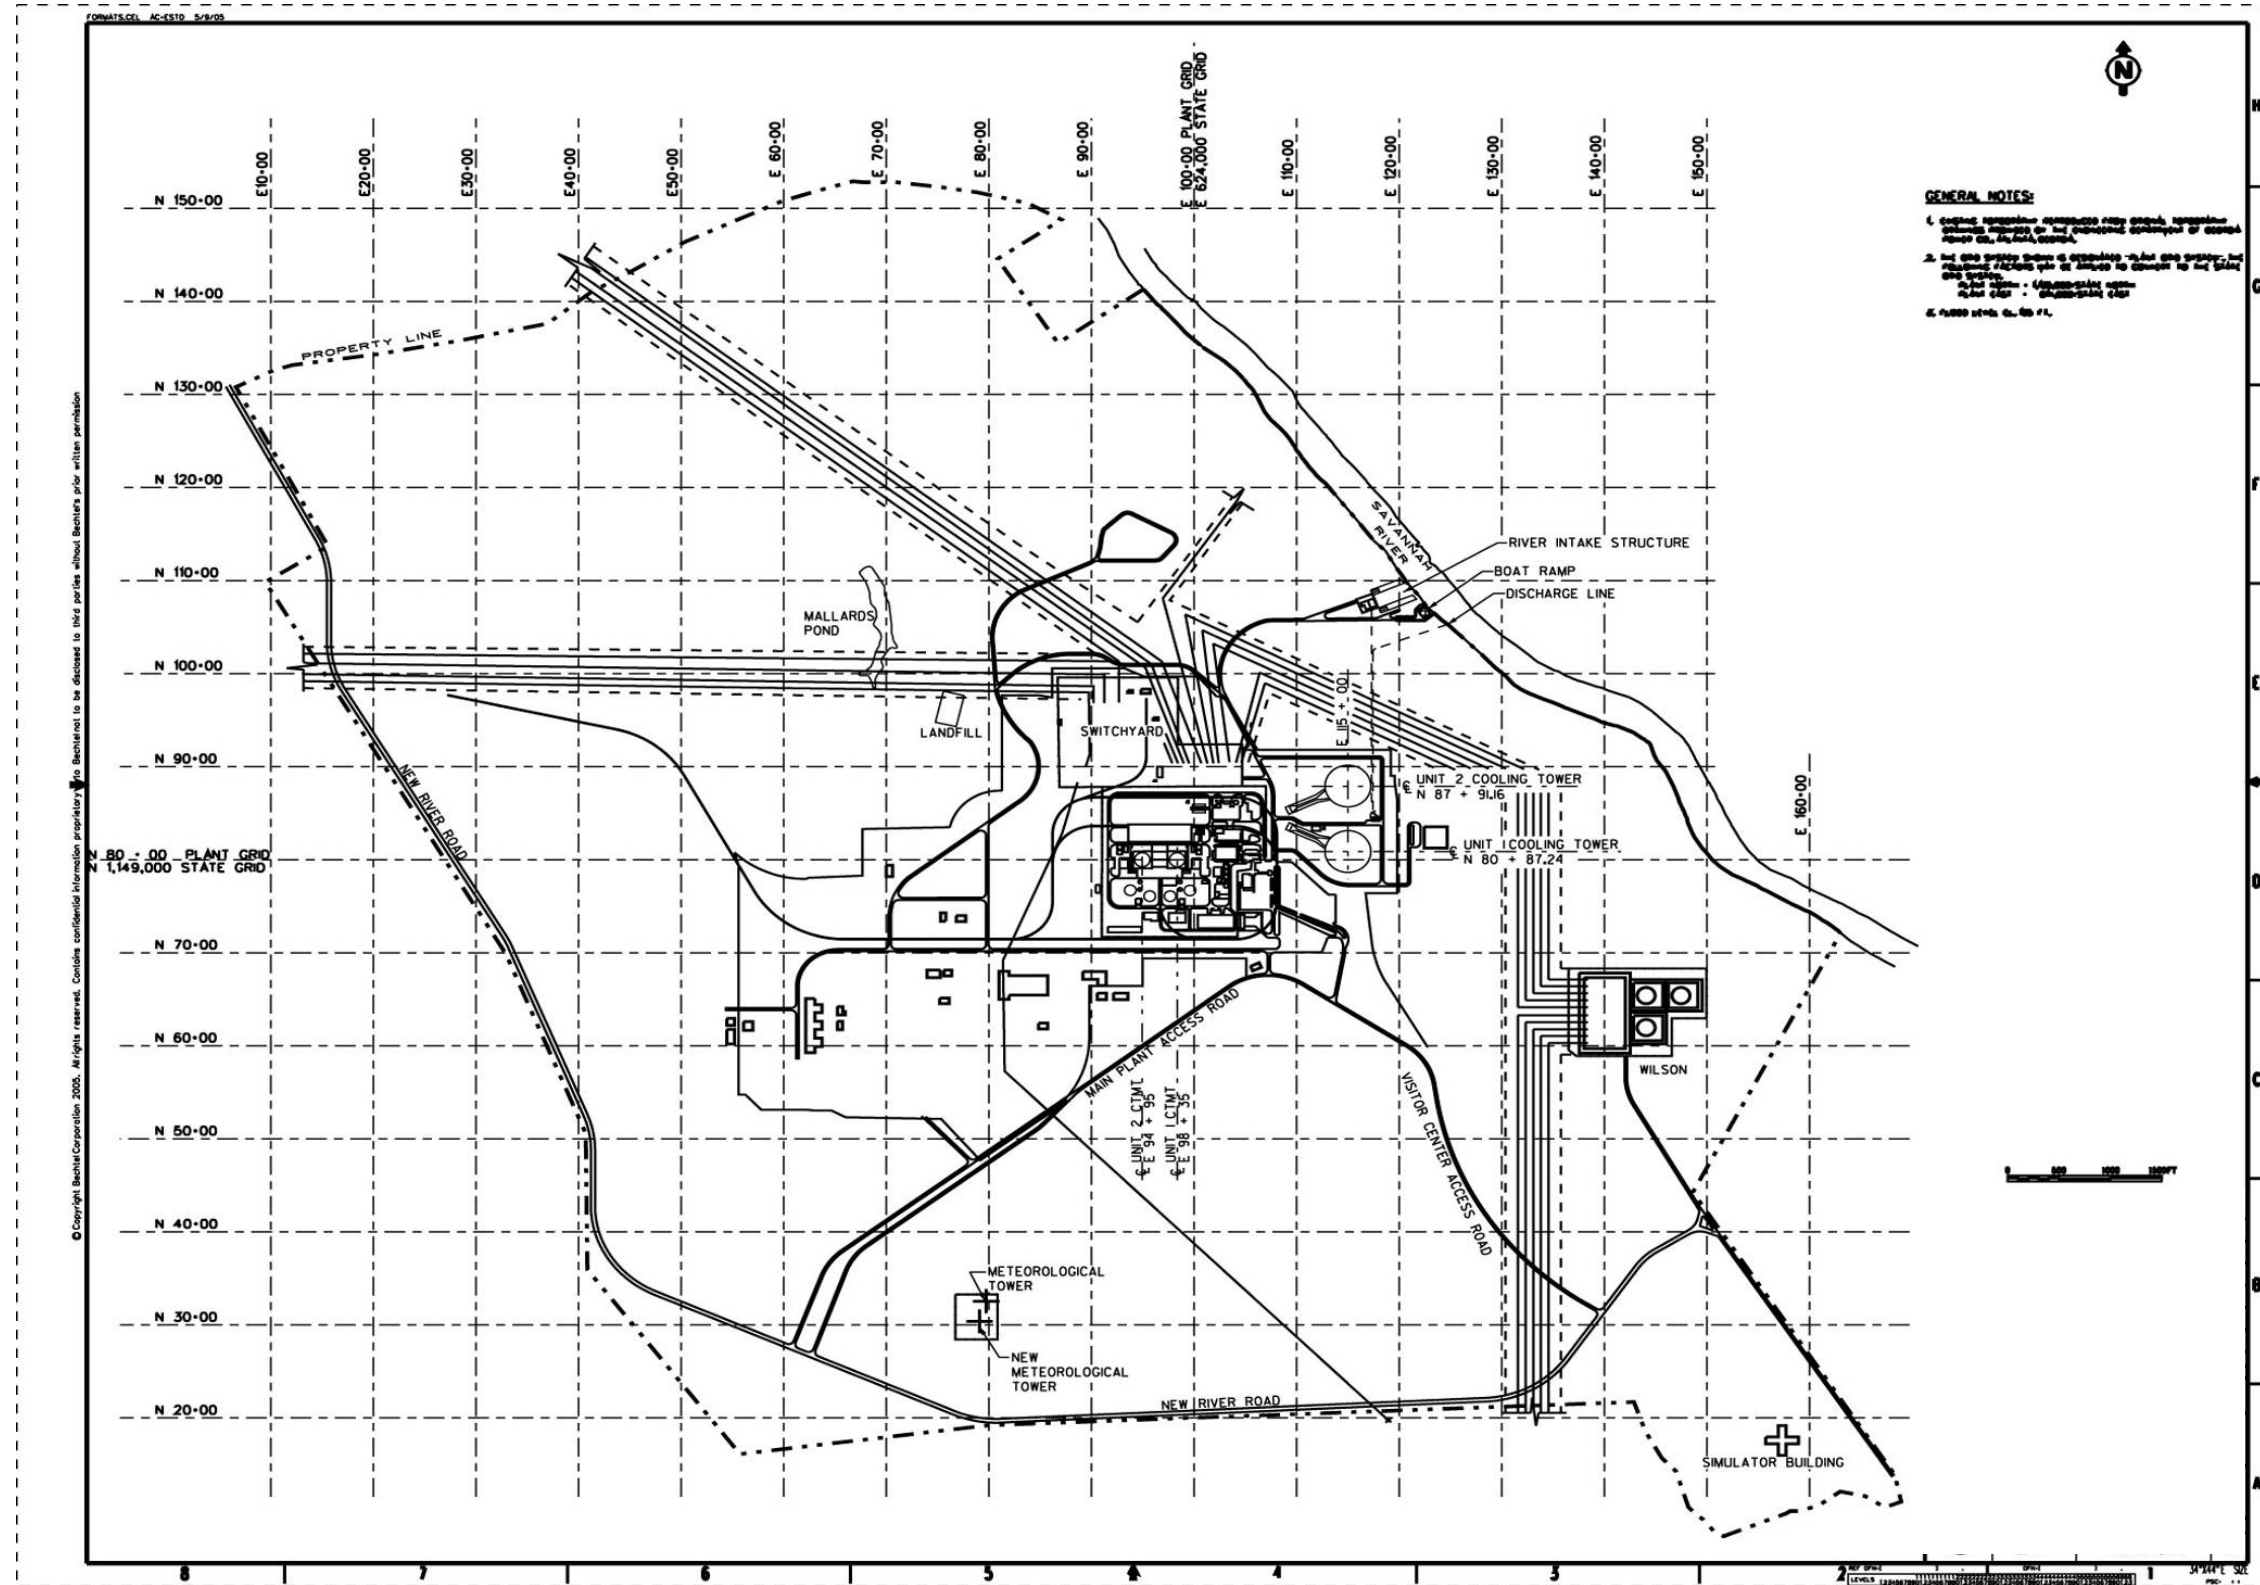 FORMATS.CEL AC-ESTD 5/9/05
N
E10+00
E20+00
E30+00
E40+00
E50+00
E 60+00
E 70+00
E 80+00
E 90+00
E 100+00 PLANT GRID
E 624,000 STATE GRID
E 110+00
E 120+00
E 130+00
E 140+00
E 150+00
N 150+00
N 140+00
N 130+00
N 120+00
N 110+00
N 100+00
N 90+00
N 80+00 PLANT GRID
N 1,149,000 STATE GRID
N 70+00
N 60+00
N 50+00
N 40+00
N 30+00
N 20+00
GENERAL NOTES:
PROPERTY LINE
SAVANNAH
RIVER
RIVER INTAKE STRUCTURE
BOAT RAMP
DISCHARGE LINE
MALLARDS
POND
LANDFILL
SWITCHYARD
E 115 + 00
NEW RIVER ROAD
UNIT 2 COOLING TOWER
℄ N 87 + 91.16
E 160+00
℄ UNIT 1 COOLING TOWER
N 80 + 87.24
WILSON
MAIN PLANT ACCESS ROAD
℄ UNIT 2 CTMT
E 94 + 95
℄ UNIT 1 CTMT
E 98 + 35
VISITOR CENTER ACCESS ROAD
0 500 1000 1500FT
METEOROLOGICAL
TOWER
NEW
METEOROLOGICAL
TOWER
NEW RIVER ROAD
SIMULATOR BUILDING
© Copyright Bechtel Corporation 2005. All rights reserved. Contains confidential information proprietary to Bechtel not to be disclosed to third parties without Bechtel's prior written permission
H
G
F
E
D
C
B
A
8 7 6 5 4 3 2 1
LEVELS
34"X44" E SIZE